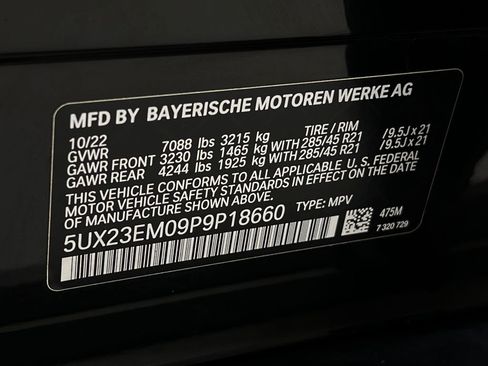 MFD BY BAYERISCHE MOTOREN WERKE AG
10/22 TIRE / RIM
GVWR 7088 lbs 3215 kg
GAWR FRONT 3230 lbs 1465 kg WITH 285/45 R21 /9.5J x 21
GAWR REAR 4244 lbs 1925 kg WITH 285/45 R21 /9.5J x 21
THIS VEHICLE CONFORMS TO ALL APPLICABLE U.S. FEDERAL
MOTOR VEHICLE SAFETY STANDARDS IN EFFECT ON THE DATE
OF MANUFACTURE SHOWN ABOVE.
5UX23EM09P9P18660 TYPE: MPV
475M
7 320 729